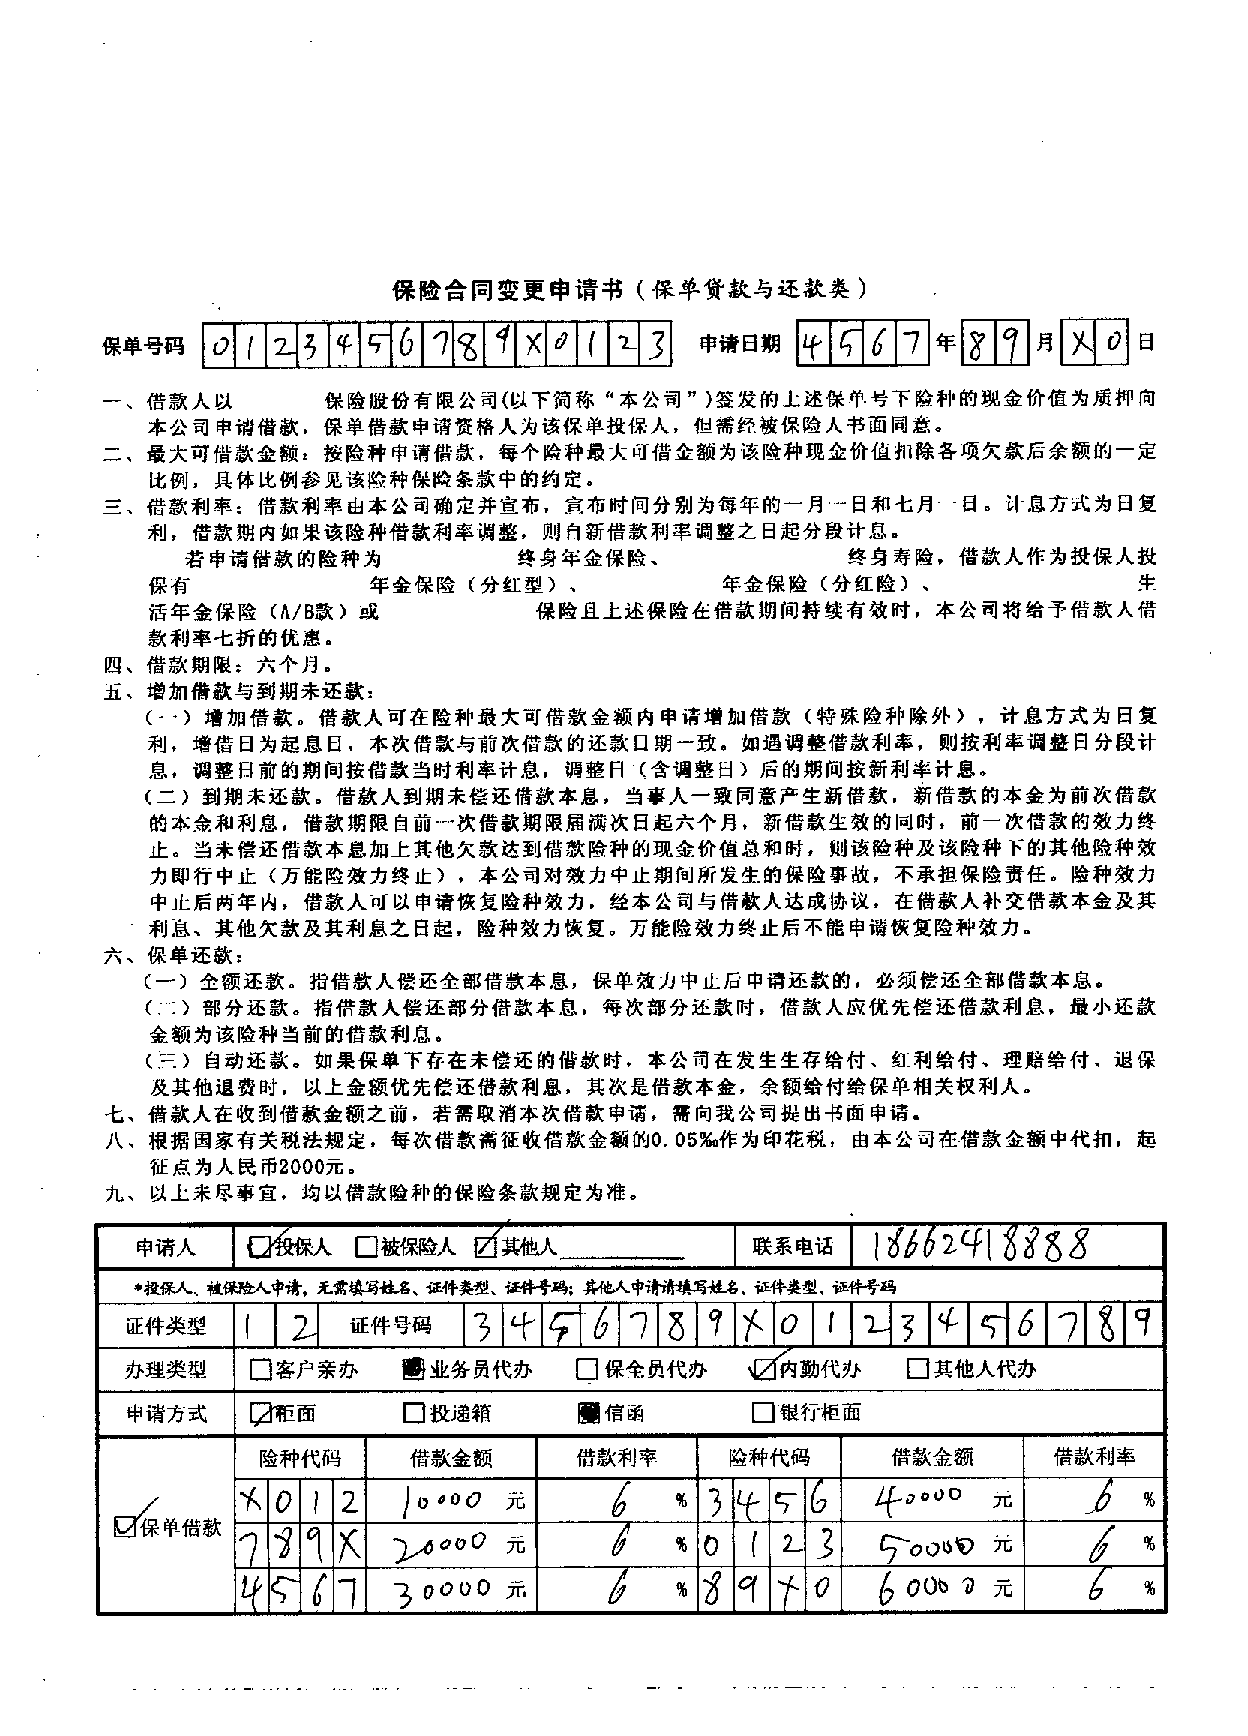 保险合同变更申请书（保单贷款与还款类）
保单号码 0123456789X0123 申请日期 4567年89月X0日
一、借款人以 保险股份有限公司(以下简称“本公司”)签发的上述保单号下险种的现金价值为质押向
本公司申请借款，保单借款申请资格人为该保单投保人，但需经被保险人书面同意。
二、最大可借款金额：按险种申请借款，每个险种最大可借金额为该险种现金价值扣除各项欠款后余额的一定
比例，具体比例参见该险种保险条款中的约定。
三、借款利率：借款利率由本公司确定并宣布，宣布时间分别为每年的一月一日和七月一日。计息方式为日复
利，借款期内如果该险种借款利率调整，则自新借款利率调整之日起分段计息。
若申请借款的险种为 终身年金保险、 终身寿险，借款人作为投保人投
保有 年金保险（分红型）、 年金保险（分红险）、 生
活年金保险（A/B款）或 保险且上述保险在借款期间持续有效时，本公司将给予借款人借
款利率七折的优惠。
四、借款期限：六个月。
五、增加借款与到期未还款：
（一）增加借款。借款人可在险种最大可借款金额内申请增加借款（特殊险种除外），计息方式为日复
利，增借日为起息日，本次借款与前次借款的还款日期一致。如遇调整借款利率，则按利率调整日分段计
息，调整日前的期间按借款当时利率计息，调整日（含调整日）后的期间按新利率计息。
（二）到期未还款。借款人到期未偿还借款本息，当事人一致同意产生新借款，新借款的本金为前次借款
的本金和利息，借款期限自前一次借款期限届满次日起六个月，新借款生效的同时，前一次借款的效力终
止。当未偿还借款本息加上其他欠款达到借款险种的现金价值总和时，则该险种及该险种下的其他险种效
力即行中止（万能险效力终止），本公司对效力中止期间所发生的保险事故，不承担保险责任。险种效力
中止后两年内，借款人可以申请恢复险种效力，经本公司与借款人达成协议，在借款人补交借款本金及其
利息、其他欠款及其利息之日起，险种效力恢复。万能险效力终止后不能申请恢复险种效力。
六、保单还款：
（一）全额还款。指借款人偿还全部借款本息，保单效力中止后申请还款的，必须偿还全部借款本息。
（二）部分还款。指借款人偿还部分借款本息，每次部分还款时，借款人应优先偿还借款利息，最小还款
金额为该险种当前的借款利息。
（三）自动还款。如果保单下存在未偿还的借款时，本公司在发生生存给付、红利给付、理赔给付、退保
及其他退费时，以上金额优先偿还借款利息，其次是借款本金，余额给付给保单相关权利人。
七、借款人在收到借款金额之前，若需取消本次借款申请，需向我公司提出书面申请。
八、根据国家有关税法规定，每次借款需征收借款金额的0.05‰作为印花税，由本公司在借款金额中代扣，起
征点为人民币2000元。
九、以上未尽事宜，均以借款险种的保险条款规定为准。
申请人 ☑投保人 □被保险人 ☑其他人 联系电话 18662418888
*投保人、被保险人申请，无需填写姓名、证件类型、证件号码；其他人申请请填写姓名、证件类型、证件号码
证件类型 12 证件号码 3456789X0123456789
办理类型 □客户亲办 ■业务员代办 □保全员代办 ☑内勤代办 □其他人代办
申请方式 ☑柜面 □投递箱 ■信函 □银行柜面
险种代码 借款金额 借款利率 险种代码 借款金额 借款利率
X012 10000元 6% 3456 40000元 6%
☑保单借款 789X 20000元 6% 0123 50000元 6%
4567 30000元 6% 89X0 60000元 6%